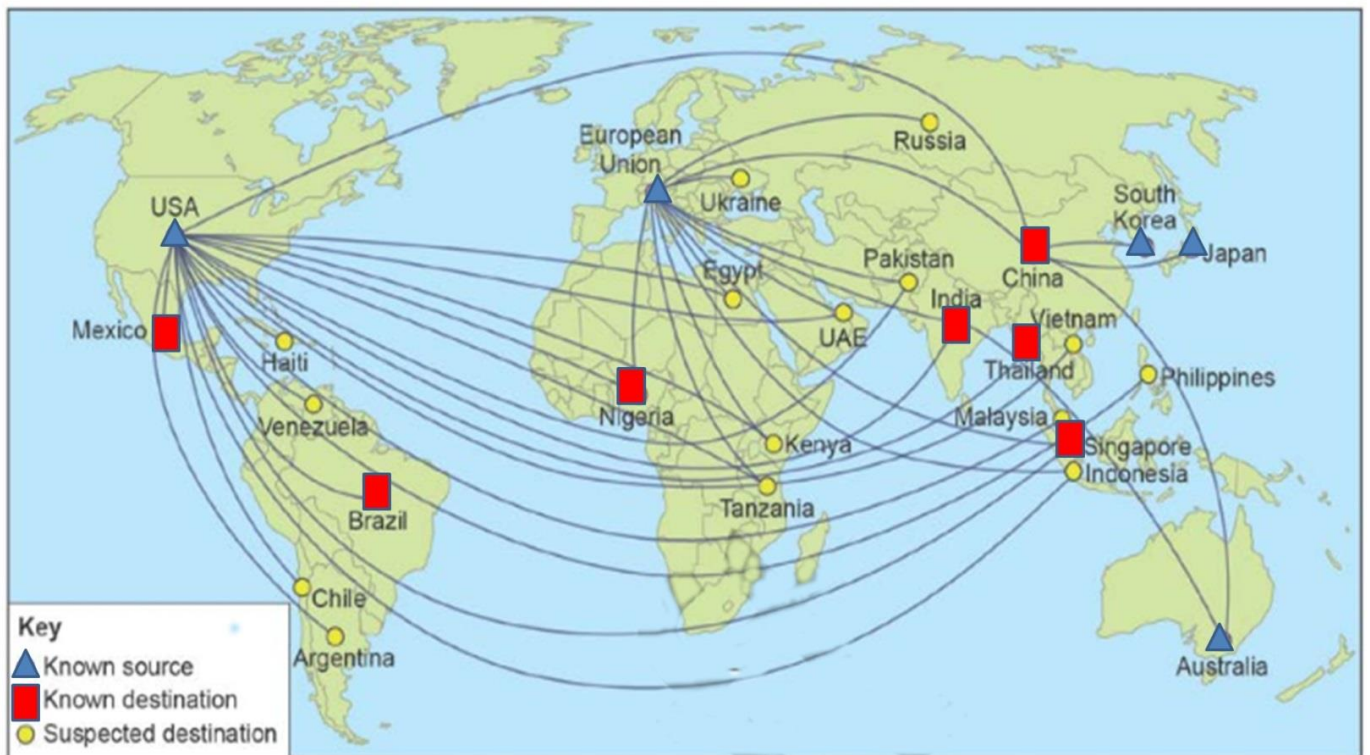 European
Union
Russia
USA
Ukraine
South
Korea
Japan
Egypt
Pakistan
China
India
Mexico
UAE
Vietnam
Haiti
Thailand
Philippines
Venezuela
Nigeria
Malaysia
Kenya
Singapore
Indonesia
Brazil
Tanzania
Chile
Argentina
Australia
Key
Known source
Known destination
Suspected destination